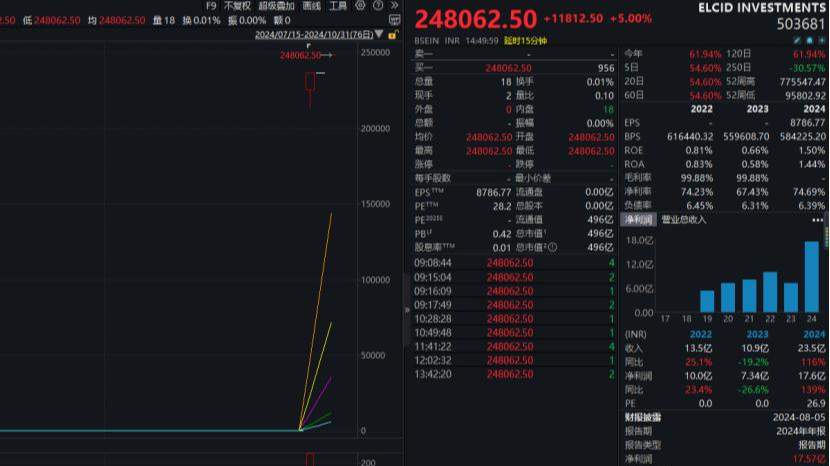 F9 不复权 超级叠加 画线 工具
2.50 低 248062.50 均 248062.50 量 18 换 0.01% 振 0.00% 额 0
2024/07/15-2024/10/31(76日)
248062.50
250000
200000
150000
100000
50000
0
200
248062.50 +11812.50 +5.00%
BSEIN INR 14:49:59 延时15分钟
卖一 - -
买一 248062.50 956
总量 18 换手 0.01%
现手 2 量比 0.10
外盘 0 内盘 18
总额 - 振幅 0.00%
均价 248062.50 开盘 248062.50
最高 248062.50 最低 248062.50
涨停 - 跌停 -
每手股数 - 最小价差 -
EPSTTM 8786.77 流通盘 0.00亿
PETTM 28.2 总股本 0.00亿
PE2025E - 流通值 496亿
PBLF 0.42 总市值1 496亿
股息率TTM 0.01 总市值2 496亿
09:08:44 248062.50 4
09:15:04 248062.50 2
09:16:09 248062.50 1
09:17:49 248062.50 2
10:28:28 248062.50 1
10:49:48 248062.50 1
11:41:22 248062.50 4
12:02:32 248062.50 1
13:42:20 248062.50 2
ELCID INVESTMENTS
503681
今年 61.94% 120日 61.94%
5日 54.60% 250日 -30.57%
20日 54.60% 52周高 775547.47
60日 54.60% 52周低 95802.92
2022 2023 2024
EPS - - 8786.77
BPS 616440.32 559608.70 584225.20
ROE 0.81% 0.66% 1.50%
ROA 0.83% 0.58% 1.44%
毛利率 99.88% 99.88% -
净利率 74.23% 67.43% 74.69%
负债率 6.45% 6.31% 6.39%
净利润 营业总收入
18.0亿
12.0亿
6.00亿
0.00
17 18 19 20 21 22 23 24
(INR) 2022 2023 2024
收入 13.5亿 10.9亿 23.5亿
同比 25.1% -19.2% 116%
净利润 10.0亿 7.34亿 17.6亿
同比 23.4% -26.6% 139%
PE 0.0 0.0 26.9
财报披露 2024-08-05
报告期 2024年年报
报告类型 报告期
净利润 17.57亿